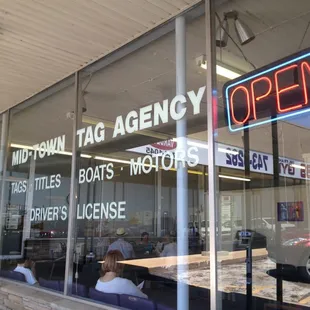 MID-TOWN TAG AGENCY
TAGS TITLES BOATS MOTORS
DRIVER'S LICENSE
OPEN